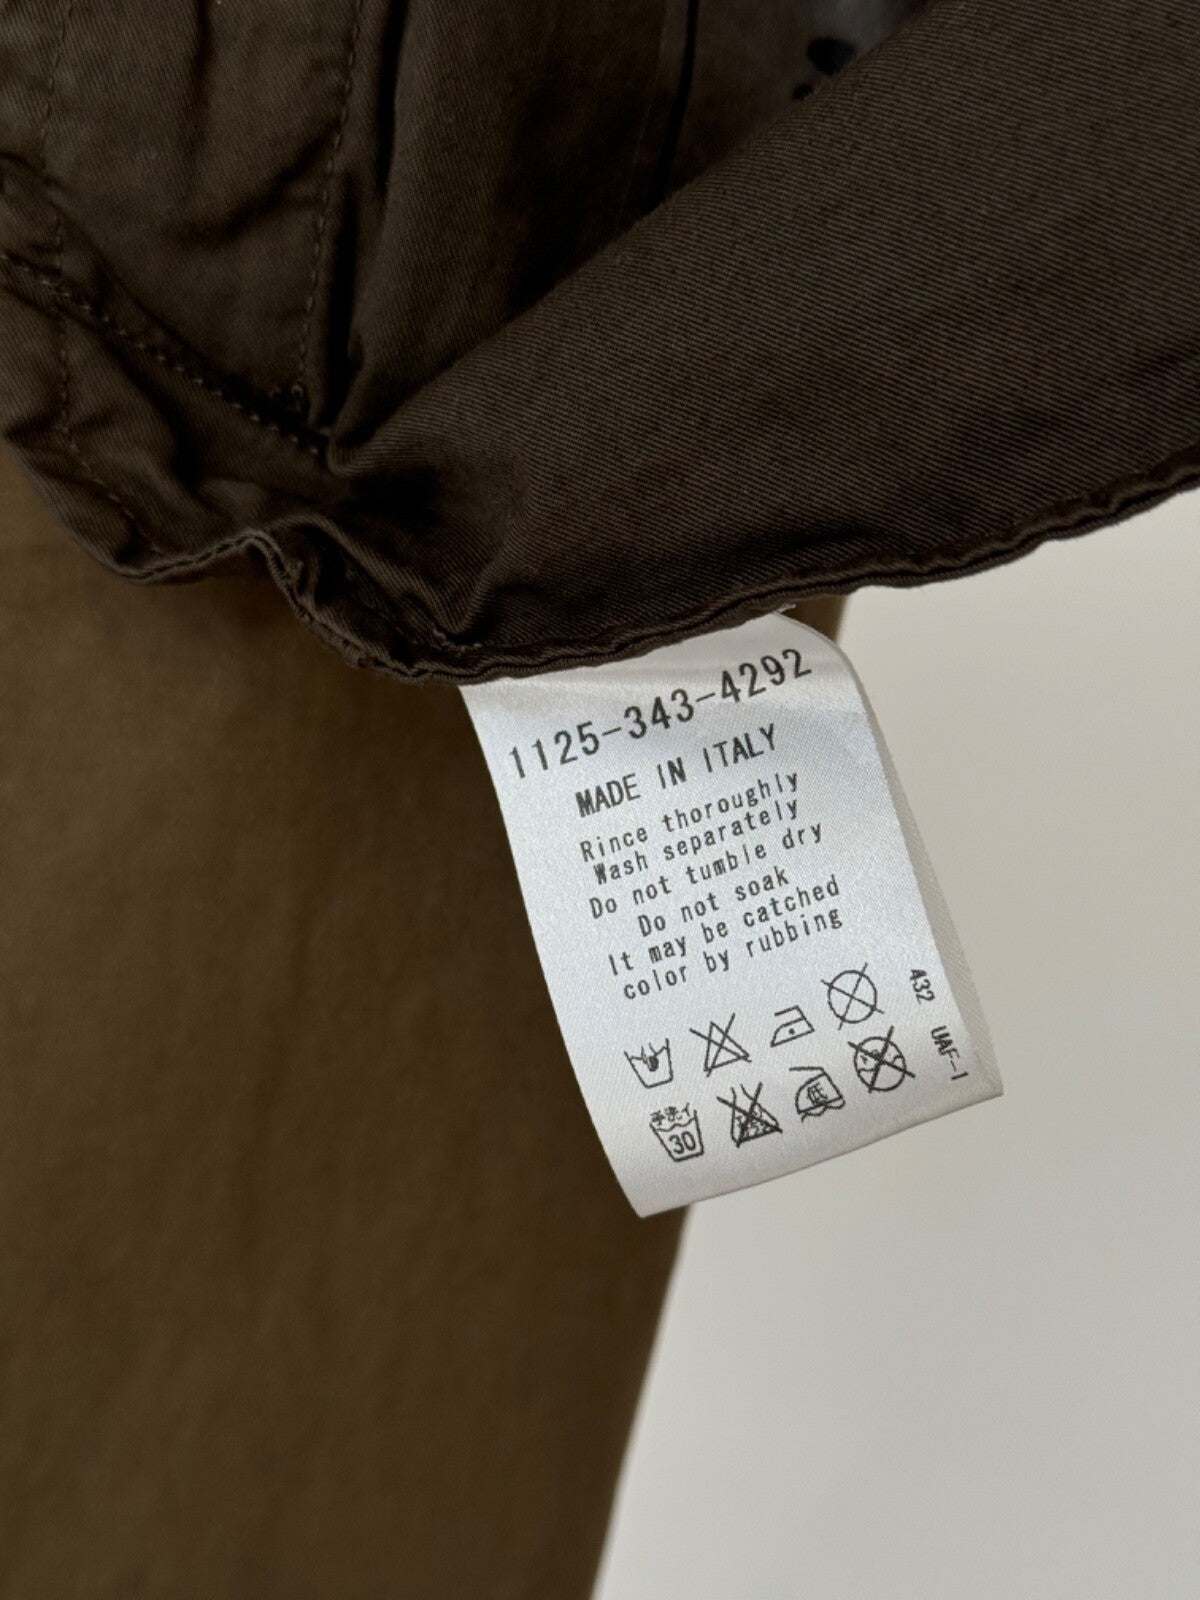 1125-343-4292
MADE IN ITALY
Rince thoroughly
Wash separately
Do not tumble dry
Do not soak
It may be catched
color by rubbing
432 UAF-1
手洗イ
30
低